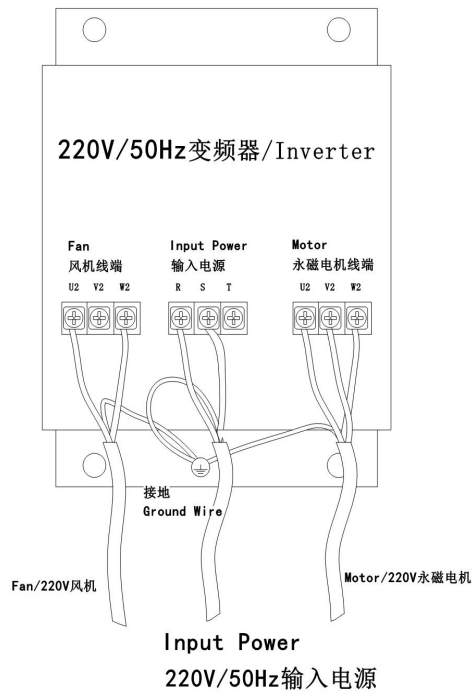 220V/50Hz变频器/Inverter
Fan
风机线端
U2 V2 W2
Input Power
输入电源
R S T
Motor
永磁电机线端
U2 V2 W2
接地
Ground Wire
Fan/220V风机
Motor/220V永磁电机
Input Power
220V/50Hz输入电源